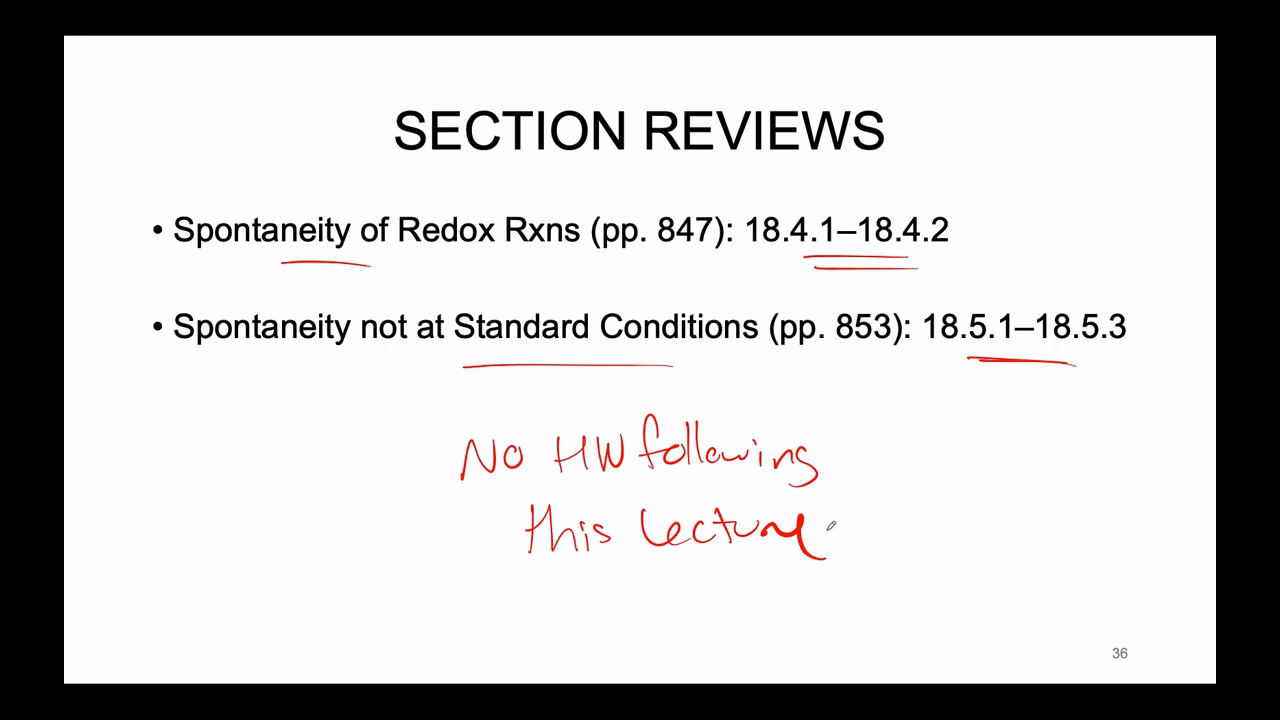 SECTION REVIEWS
• Spontaneity of Redox Rxns (pp. 847): 18.4.1–18.4.2
• Spontaneity not at Standard Conditions (pp. 853): 18.5.1–18.5.3
No HW following
this lecture
36